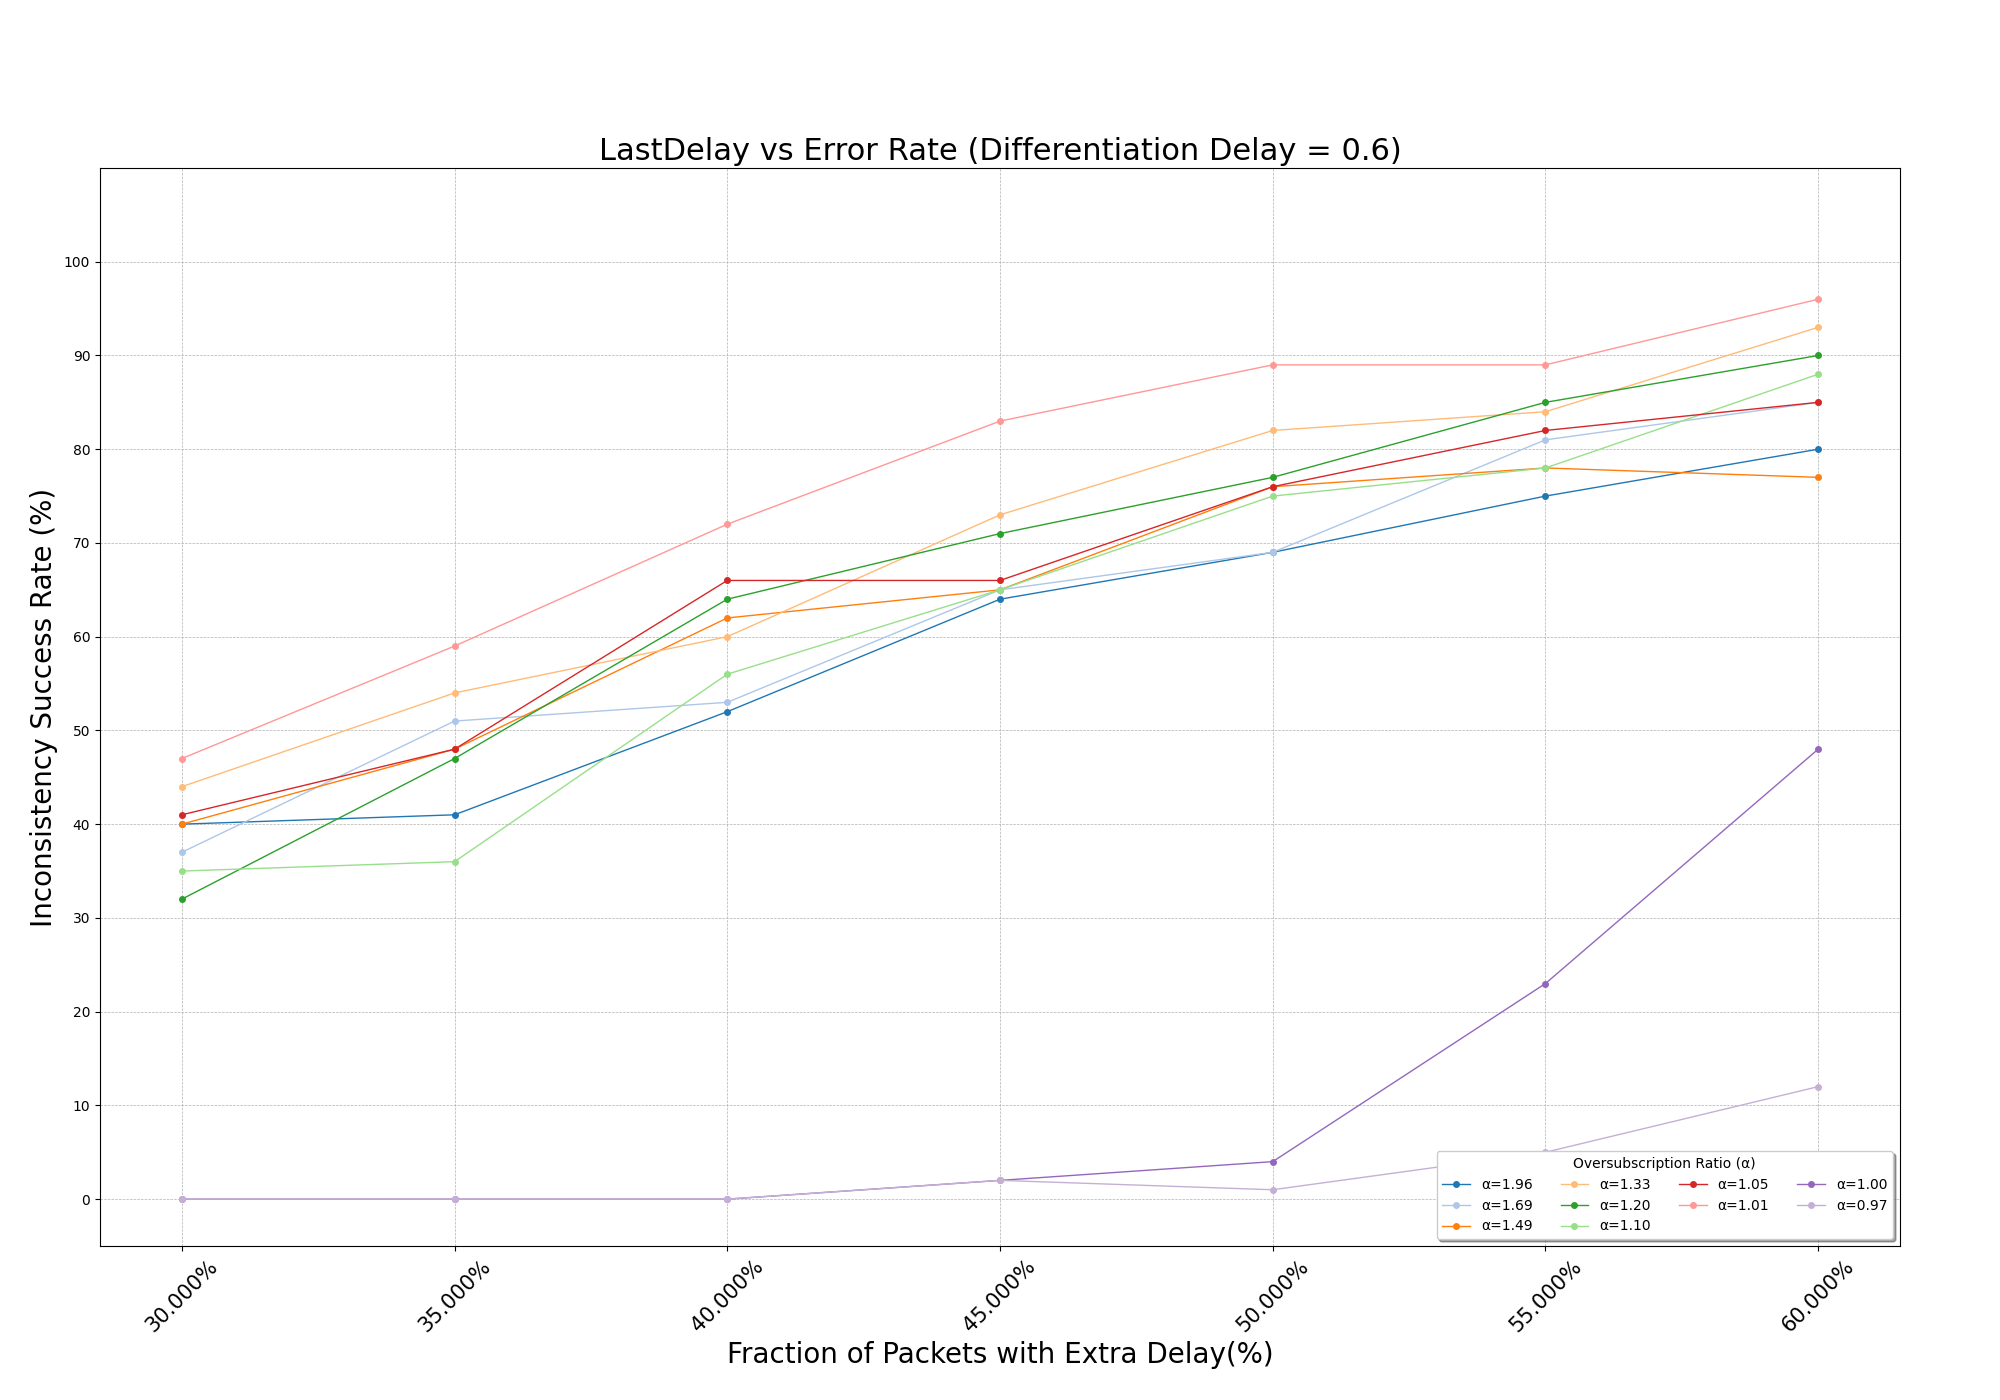 LastDelay vs Error Rate (Differentiation Delay = 0.6)
Inconsistency Success Rate (%)
100
90
80
70
60
50
40
30
20
10
0
Oversubscription Ratio (α)
α=1.96
α=1.69
α=1.49
α=1.33
α=1.20
α=1.10
α=1.05
α=1.01
α=1.00
α=0.97
30.000%
35.000%
40.000%
45.000%
50.000%
55.000%
60.000%
Fraction of Packets with Extra Delay(%)